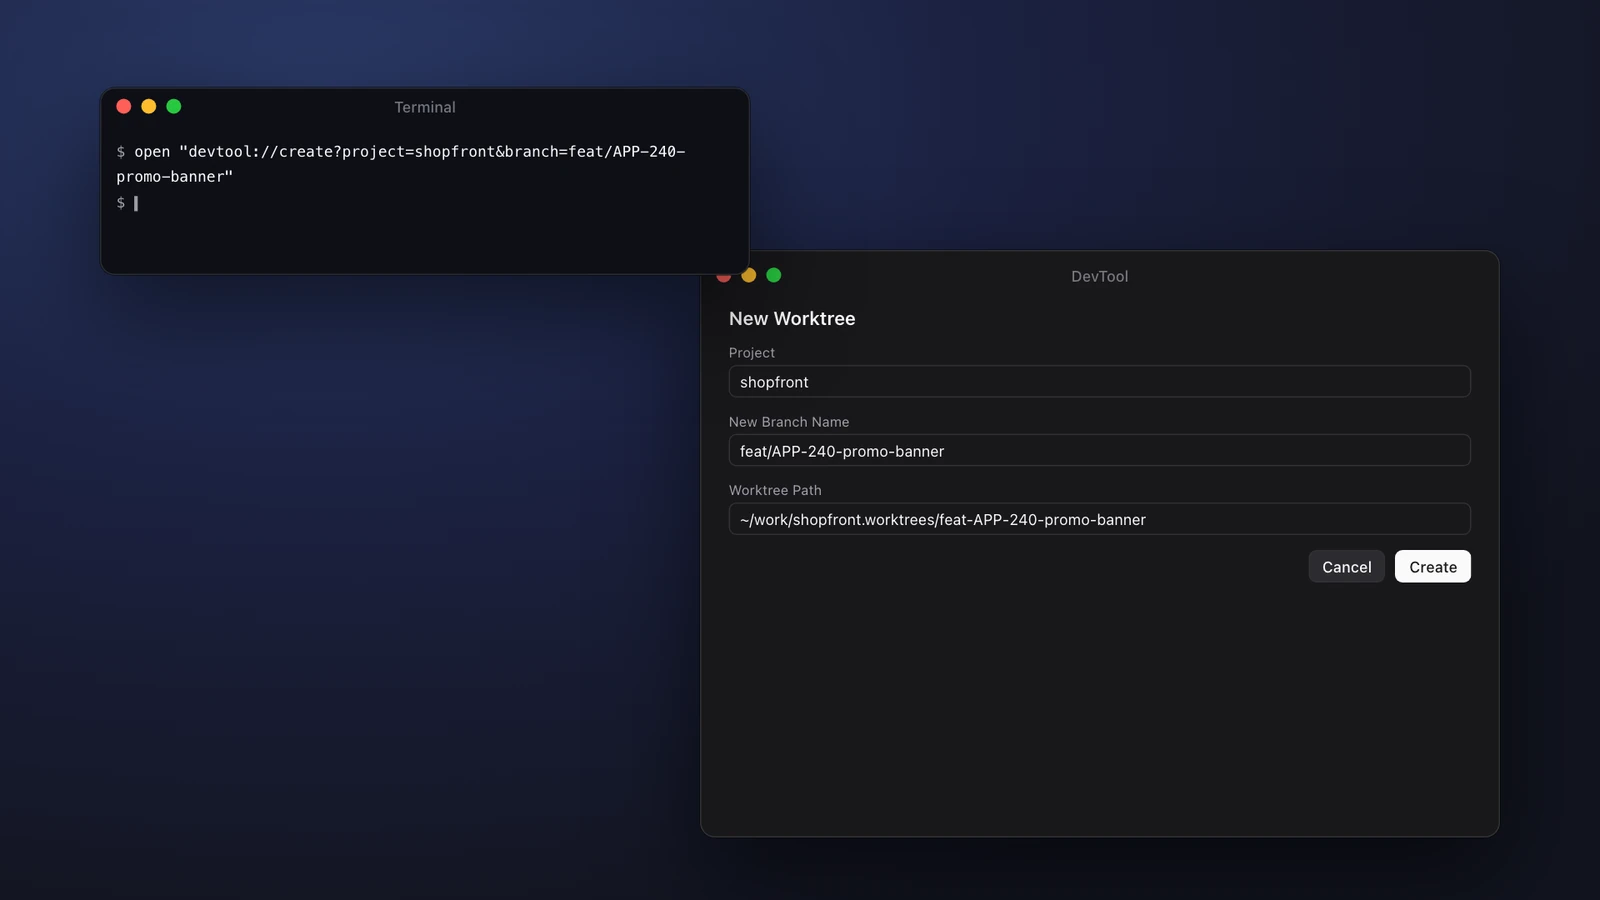 Terminal
$ open "devtool://create?project=shopfront&branch=feat/APP-240-
promo-banner"
$
DevTool
New Worktree
Project
shopfront
New Branch Name
feat/APP-240-promo-banner
Worktree Path
~/work/shopfront.worktrees/feat-APP-240-promo-banner
Cancel Create